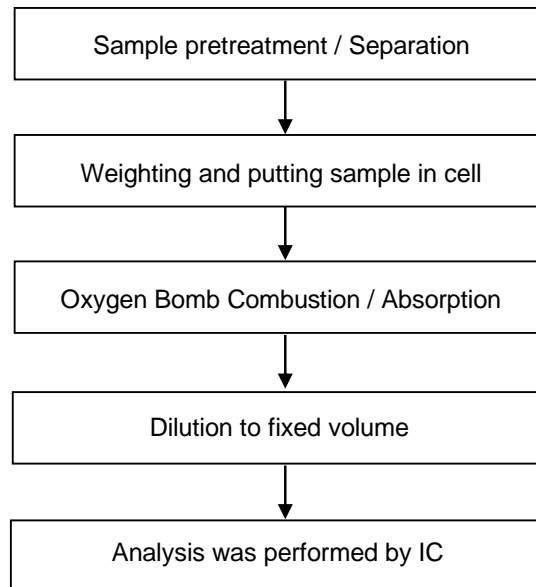 Sample pretreatment / Separation
Weighting and putting sample in cell
Oxygen Bomb Combustion / Absorption
Dilution to fixed volume
Analysis was performed by IC